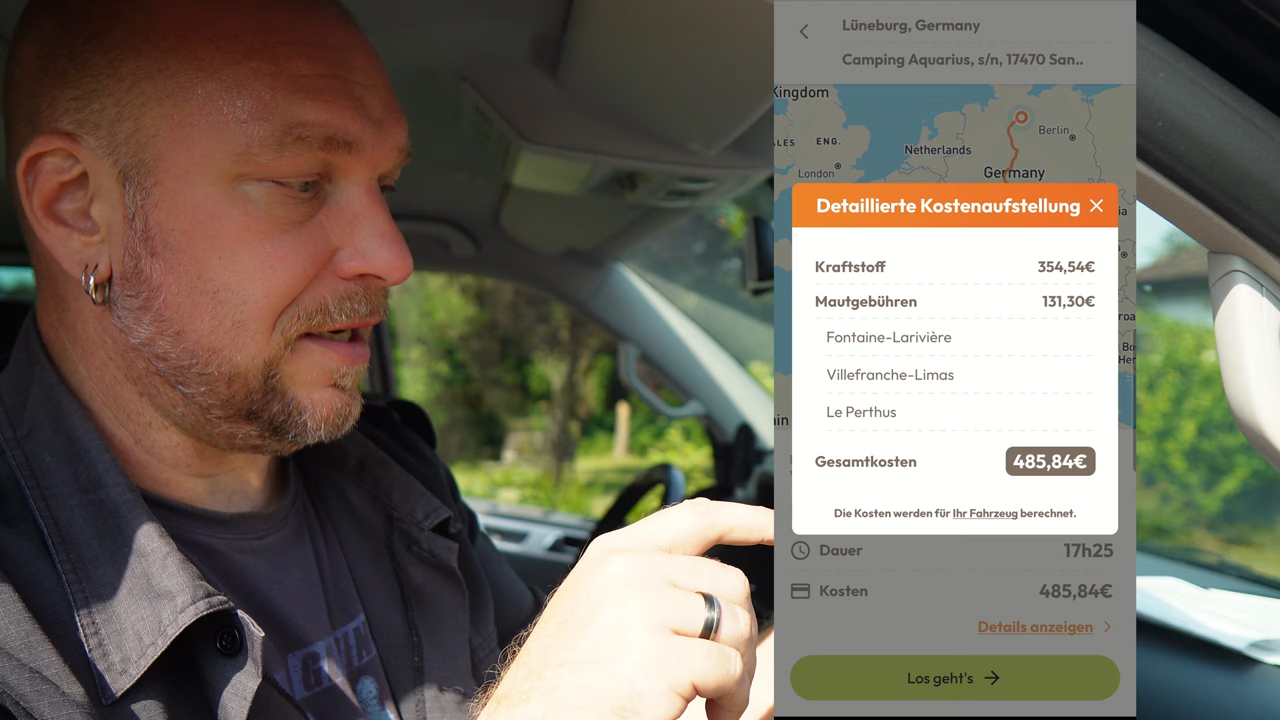 Lüneburg, Germany
Camping Aquarius, s/n, 17470 San..
Kingdom
ALES
ENG.
Netherlands
Berlin
London
Germany
Detaillierte Kostenaufstellung
Kraftstoff 354,54€
Mautgebühren 131,30€
Fontaine-Larivière
Villefranche-Limas
Le Perthus
Gesamtkosten 485,84€
Die Kosten werden für Ihr Fahrzeug berechnet.
Dauer 17h25
Kosten 485,84€
Details anzeigen
Los geht's